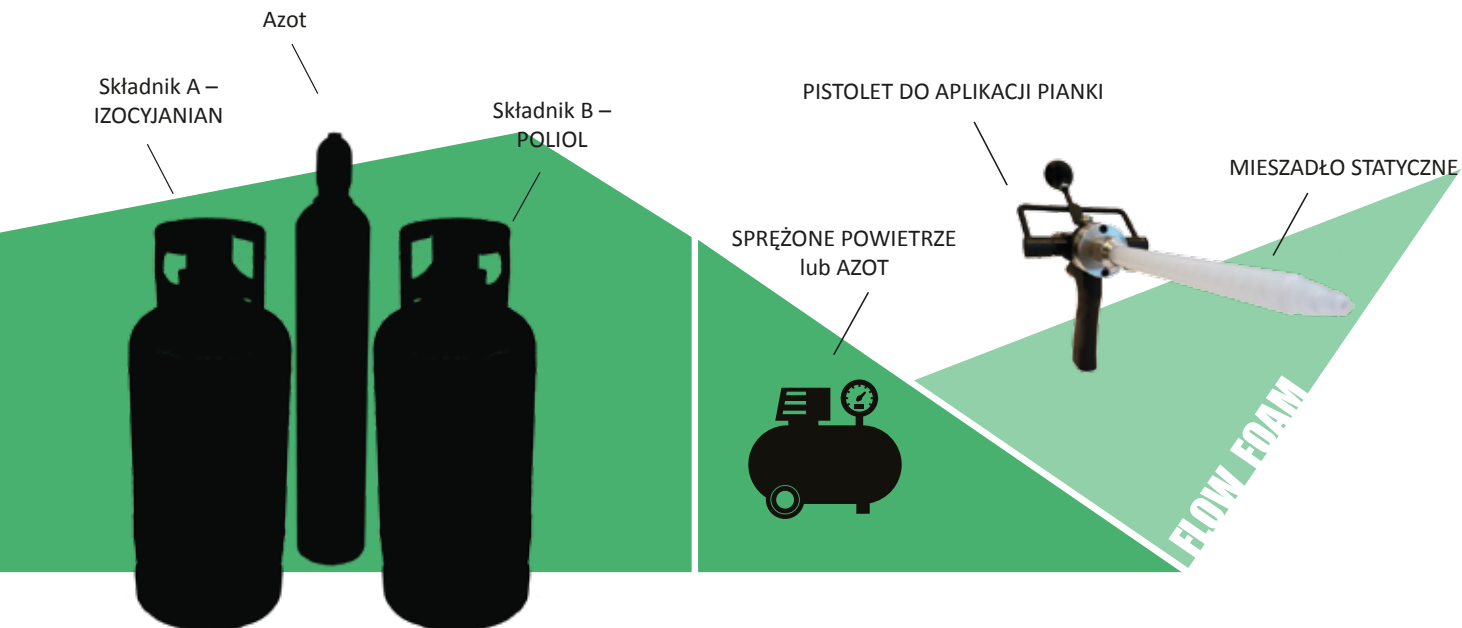 Azot
Składnik A –
IZOCYJANIAN
Składnik B –
POLIOL
SPRĘŻONE POWIETRZE
lub AZOT
PISTOLET DO APLIKACJI PIANKI
MIESZADŁO STATYCZNE
FLOW FOAM